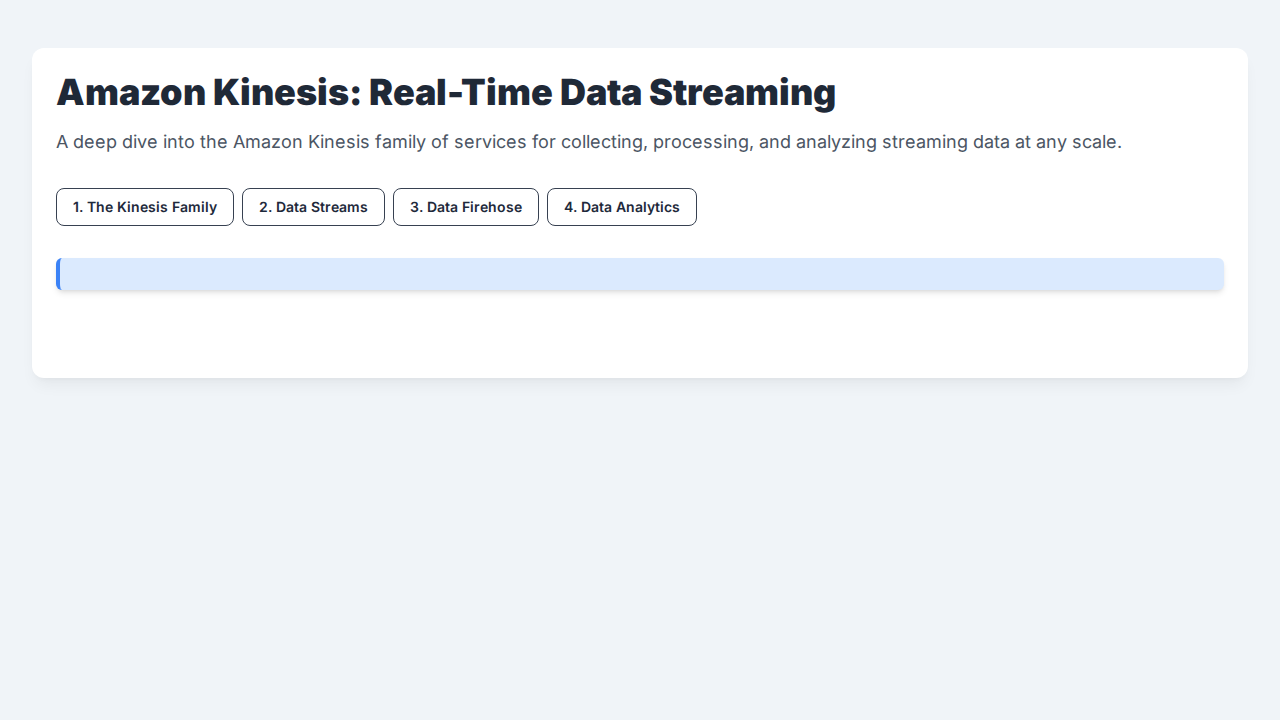 Amazon Kinesis: Real-Time Data Streaming
A deep dive into the Amazon Kinesis family of services for collecting, processing, and analyzing streaming data at any scale.
1. The Kinesis Family
2. Data Streams
3. Data Firehose
4. Data Analytics